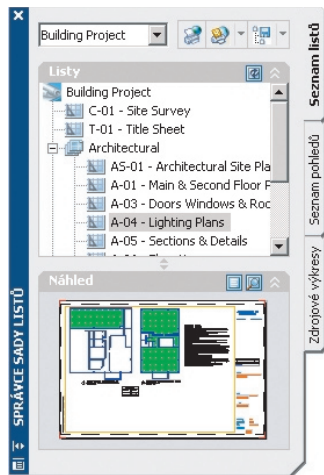 Building Project
Listy
Building Project
C-01 - Site Survey
T-01 - Title Sheet
Architectural
AS-01 - Architectural Site Pla
A-01 - Main & Second Floor F
A-03 - Doors Windows & Roo
A-04 - Lighting Plans
A-05 - Sections & Details
Náhled
Seznam listů
Seznam pohledů
Zdrojové výkresy
SPRÁVCE SADY LISTŮ